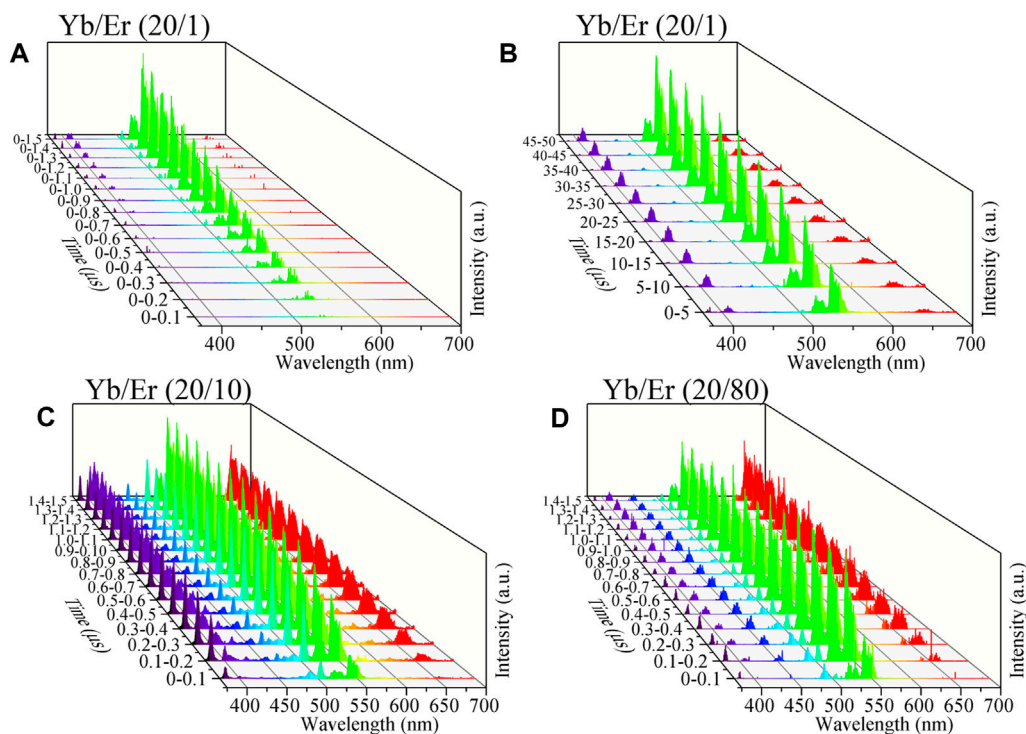 Yb/Er (20/1)
A
0-1.5
0-1.4
0-1.3
0-1.2
0-1.1
0-1.0
0-0.9
0-0.8
0-0.7
0-0.6
0-0.5
0-0.4
0-0.3
0-0.2
0-0.1
Time (μs)
400 500 600 700
Wavelength (nm)
Intensity (a.u.)
Yb/Er (20/1)
B
45-50
40-45
35-40
30-35
25-30
20-25
15-20
10-15
5-10
0-5
Time (μs)
400 500 600 700
Wavelength (nm)
Intensity (a.u.)
Yb/Er (20/10)
C
1.4-1.5
1.3-1.4
1.2-1.3
1.1-1.2
1.0-1.1
0.9-0.10
0.8-0.9
0.7-0.8
0.6-0.7
0.5-0.6
0.4-0.5
0.3-0.4
0.2-0.3
0.1-0.2
0-0.1
Time (μs)
400 450 500 550 600 650 700
Wavelength (nm)
Intensity (a.u.)
Yb/Er (20/80)
D
1.4-1.5
1.3-1.4
1.2-1.3
1.1-1.2
1.0-1.1
0.9-1.0
0.8-0.9
0.7-0.8
0.6-0.7
0.5-0.6
0.4-0.5
0.3-0.4
0.2-0.3
0.1-0.2
0-0.1
Time (μs)
400 450 500 550 600 650 700
Wavelength (nm)
Intensity (a.u.)